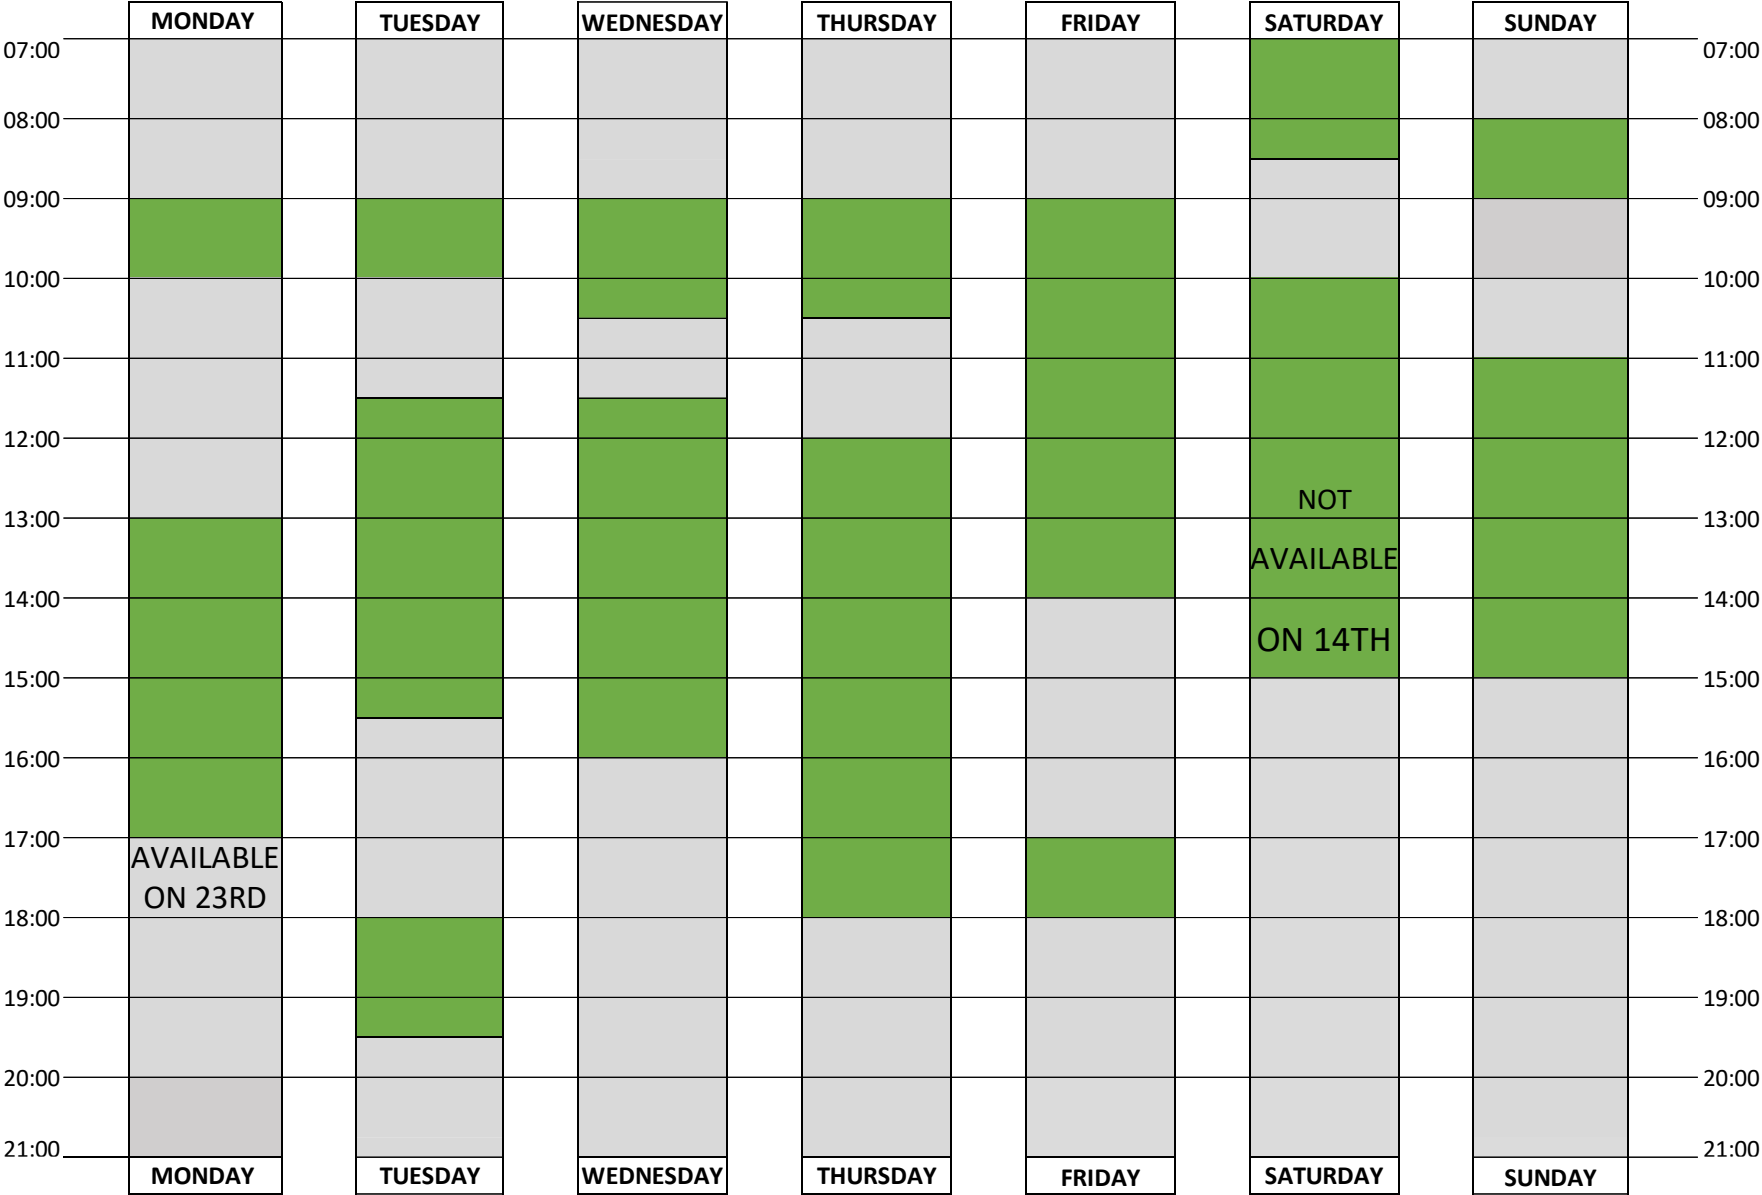 MONDAY TUESDAY WEDNESDAY THURSDAY FRIDAY SATURDAY SUNDAY
07:00 07:00
08:00 08:00
09:00 09:00
10:00 10:00
11:00 11:00
12:00 12:00
NOT
13:00 13:00
AVAILABLE
14:00 14:00
ON 14TH
15:00 15:00
16:00 16:00
17:00 17:00
AVAILABLE
ON 23RD
18:00 18:00
19:00 19:00
20:00 20:00
21:00 21:00
MONDAY TUESDAY WEDNESDAY THURSDAY FRIDAY SATURDAY SUNDAY